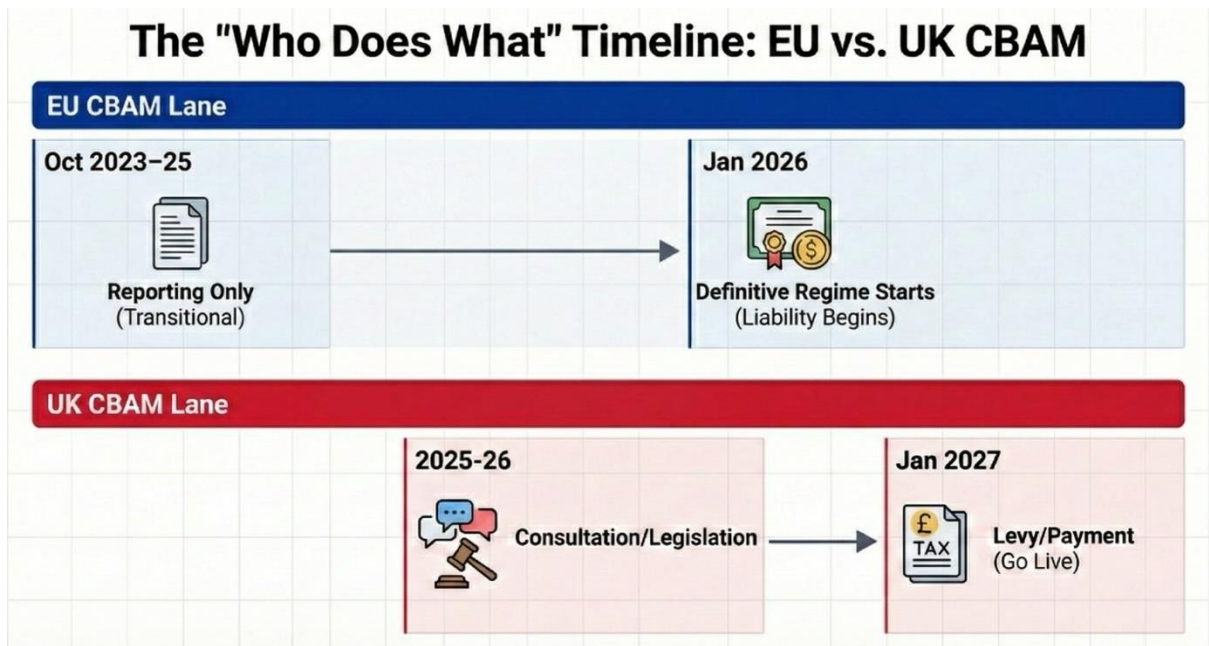 The "Who Does What" Timeline: EU vs. UK CBAM
EU CBAM Lane
Oct 2023–25
Reporting Only
(Transitional)
Jan 2026
$
Definitive Regime Starts
(Liability Begins)
UK CBAM Lane
2025-26
Consultation/Legislation
Jan 2027
£
TAX
Levy/Payment
(Go Live)